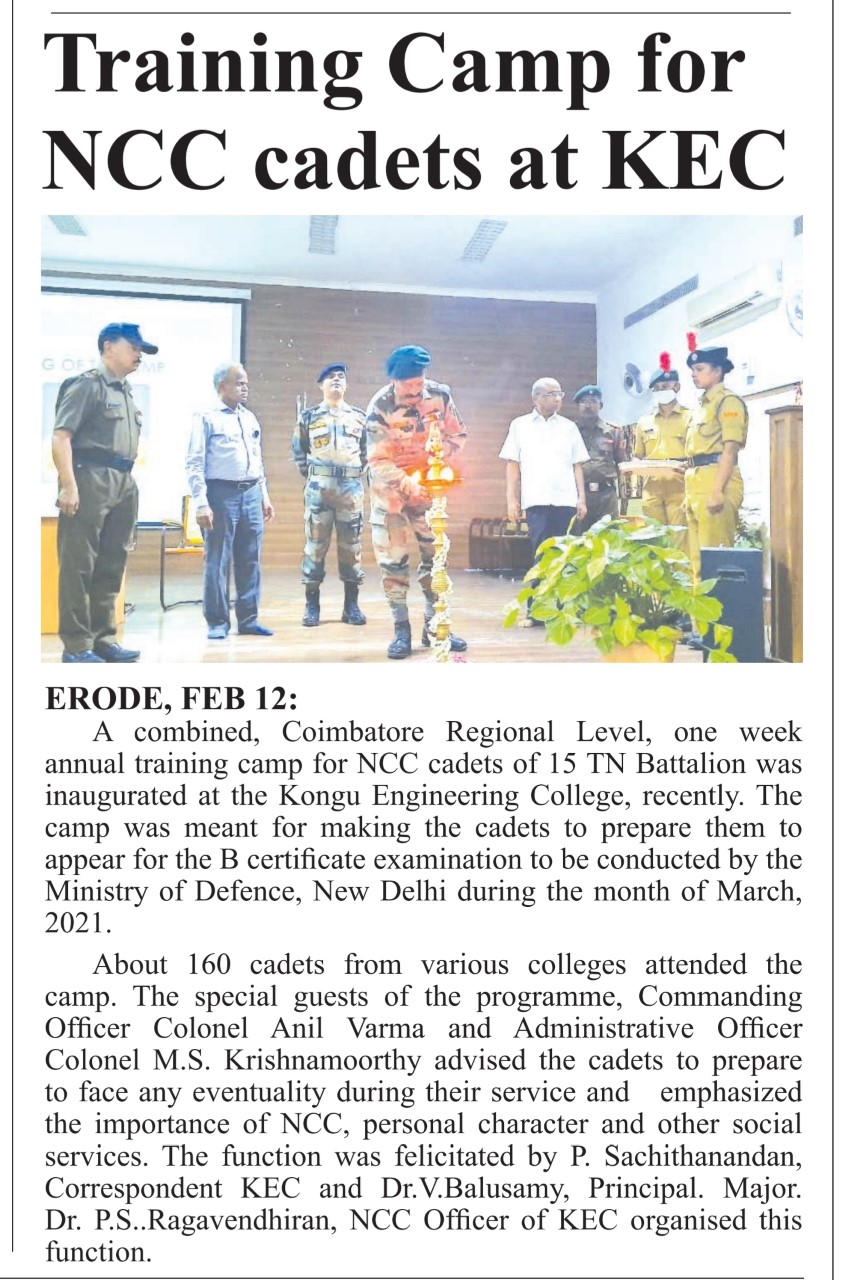 Training Camp for
NCC cadets at KEC
G OF T
MP
ERODE, FEB 12:
A combined, Coimbatore Regional Level, one week
annual training camp for NCC cadets of 15 TN Battalion was
inaugurated at the Kongu Engineering College, recently. The
camp was meant for making the cadets to prepare them to
appear for the B certificate examination to be conducted by the
Ministry of Defence, New Delhi during the month of March,
2021.
About 160 cadets from various colleges attended the
camp. The special guests of the programme, Commanding
Officer Colonel Anil Varma and Administrative Officer
Colonel M.S. Krishnamoorthy advised the cadets to prepare
to face any eventuality during their service and emphasized
the importance of NCC, personal character and other social
services. The function was felicitated by P. Sachithanandan,
Correspondent KEC and Dr.V.Balusamy, Principal. Major.
Dr. P.S..Ragavendhiran, NCC Officer of KEC organised this
function.